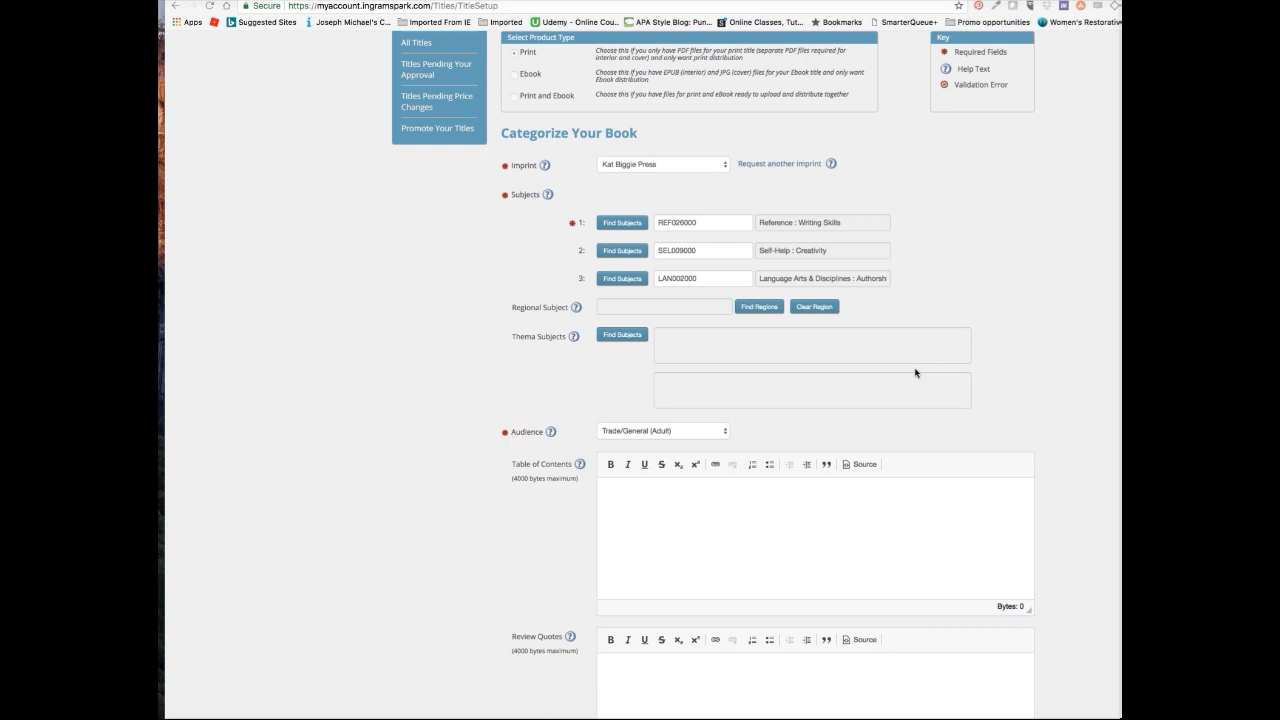 Secure https://myaccount.ingramspark.com/Titles/TitleSetup
Apps Suggested Sites Joseph Michael's C... Imported From IE Imported Udemy - Online Cou... APA Style Blog: Pun... Online Classes, Tut... Bookmarks SmarterQueue+ Promo opportunities Women's Restorativ
All Titles
Titles Pending Your
Approval
Titles Pending Price
Changes
Promote Your Titles
Select Product Type
Print Choose this if you only have PDF files for your print title (separate PDF files required for
interior and cover) and only want print distribution
Ebook Choose this if you have EPUB (interior) and JPG (cover) files for your Ebook title and only want
Ebook distribution
Print and Ebook Choose this if you have files for print and eBook ready to upload and distribute together
Key
Required Fields
Help Text
Validation Error
Categorize Your Book
Imprint Kat Biggie Press Request another imprint
Subjects
1: Find Subjects REF026000 Reference : Writing Skills
2: Find Subjects SEL009000 Self-Help : Creativity
3: Find Subjects LAN002000 Language Arts & Disciplines : Authorsh
Regional Subject Find Regions Clear Region
Thema Subjects Find Subjects
Audience Trade/General (Adult)
Table of Contents B I U S x₂ x² Source
(4000 bytes maximum)
Bytes: 0
Review Quotes B I U S x₂ x² Source
(4000 bytes maximum)